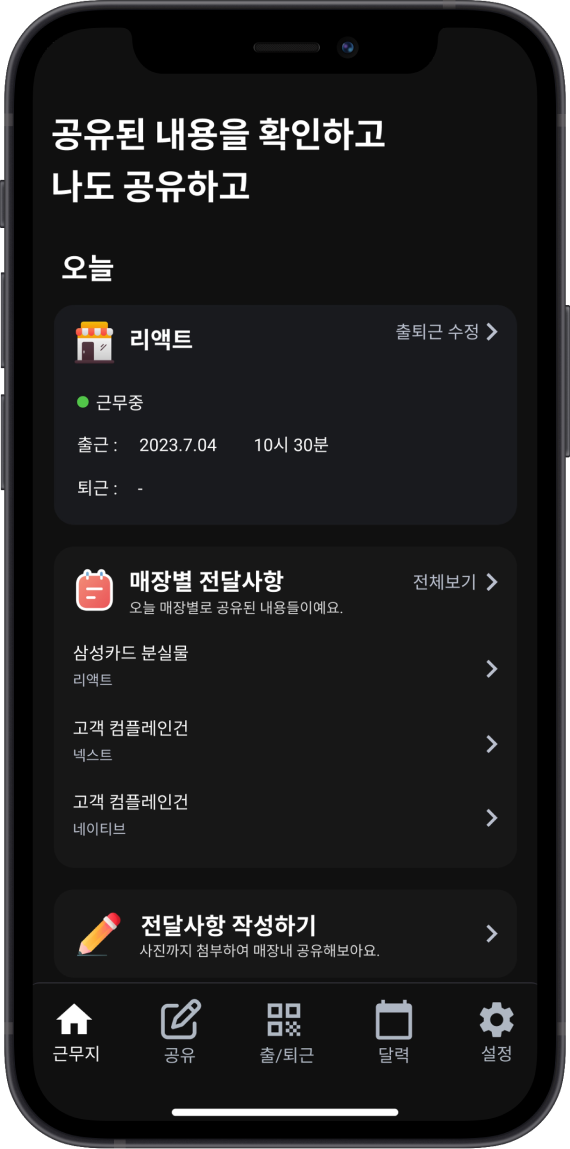 공유된 내용을 확인하고
나도 공유하고
오늘
리액트
출퇴근 수정
근무중
출근 : 2023.7.04 10시 30분
퇴근 : -
매장별 전달사항
전체보기
오늘 매장별로 공유된 내용들이예요.
삼성카드 분실물
리액트
고객 컴플레인건
넥스트
고객 컴플레인건
네이티브
전달사항 작성하기
사진까지 첨부하여 매장내 공유해보아요.
근무지 공유 출/퇴근 달력 설정